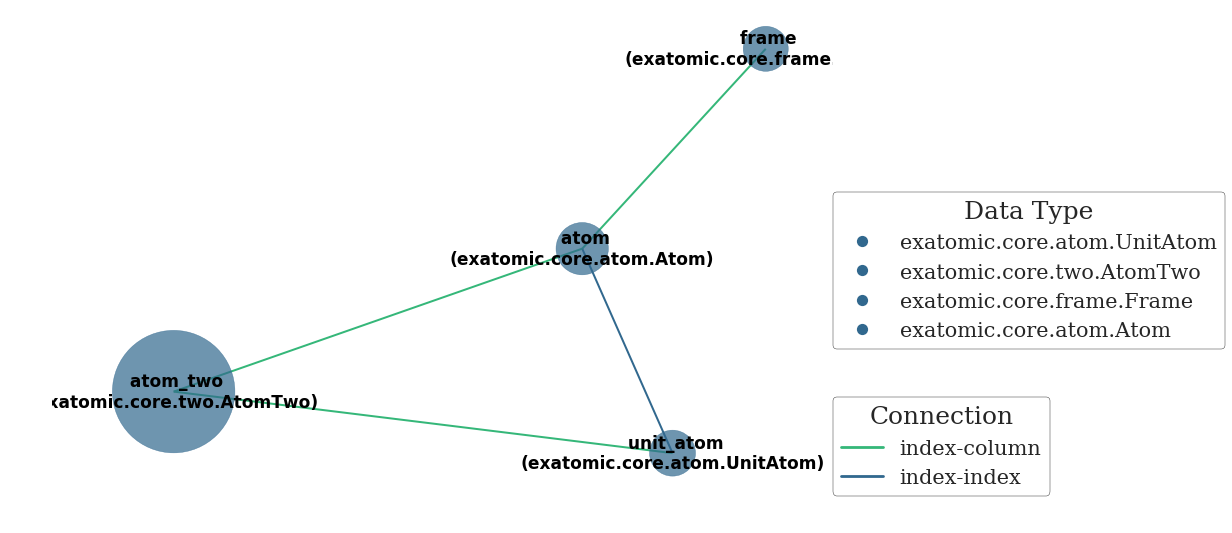 frame
(exatomic.core.frame
atom
(exatomic.core.atom.Atom)
atom_two
xatomic.core.two.AtomTwo)
unit_atom
(exatomic.core.atom.UnitAtom)
Data Type
exatomic.core.atom.UnitAtom
exatomic.core.two.AtomTwo
exatomic.core.frame.Frame
exatomic.core.atom.Atom
Connection
index-column
index-index